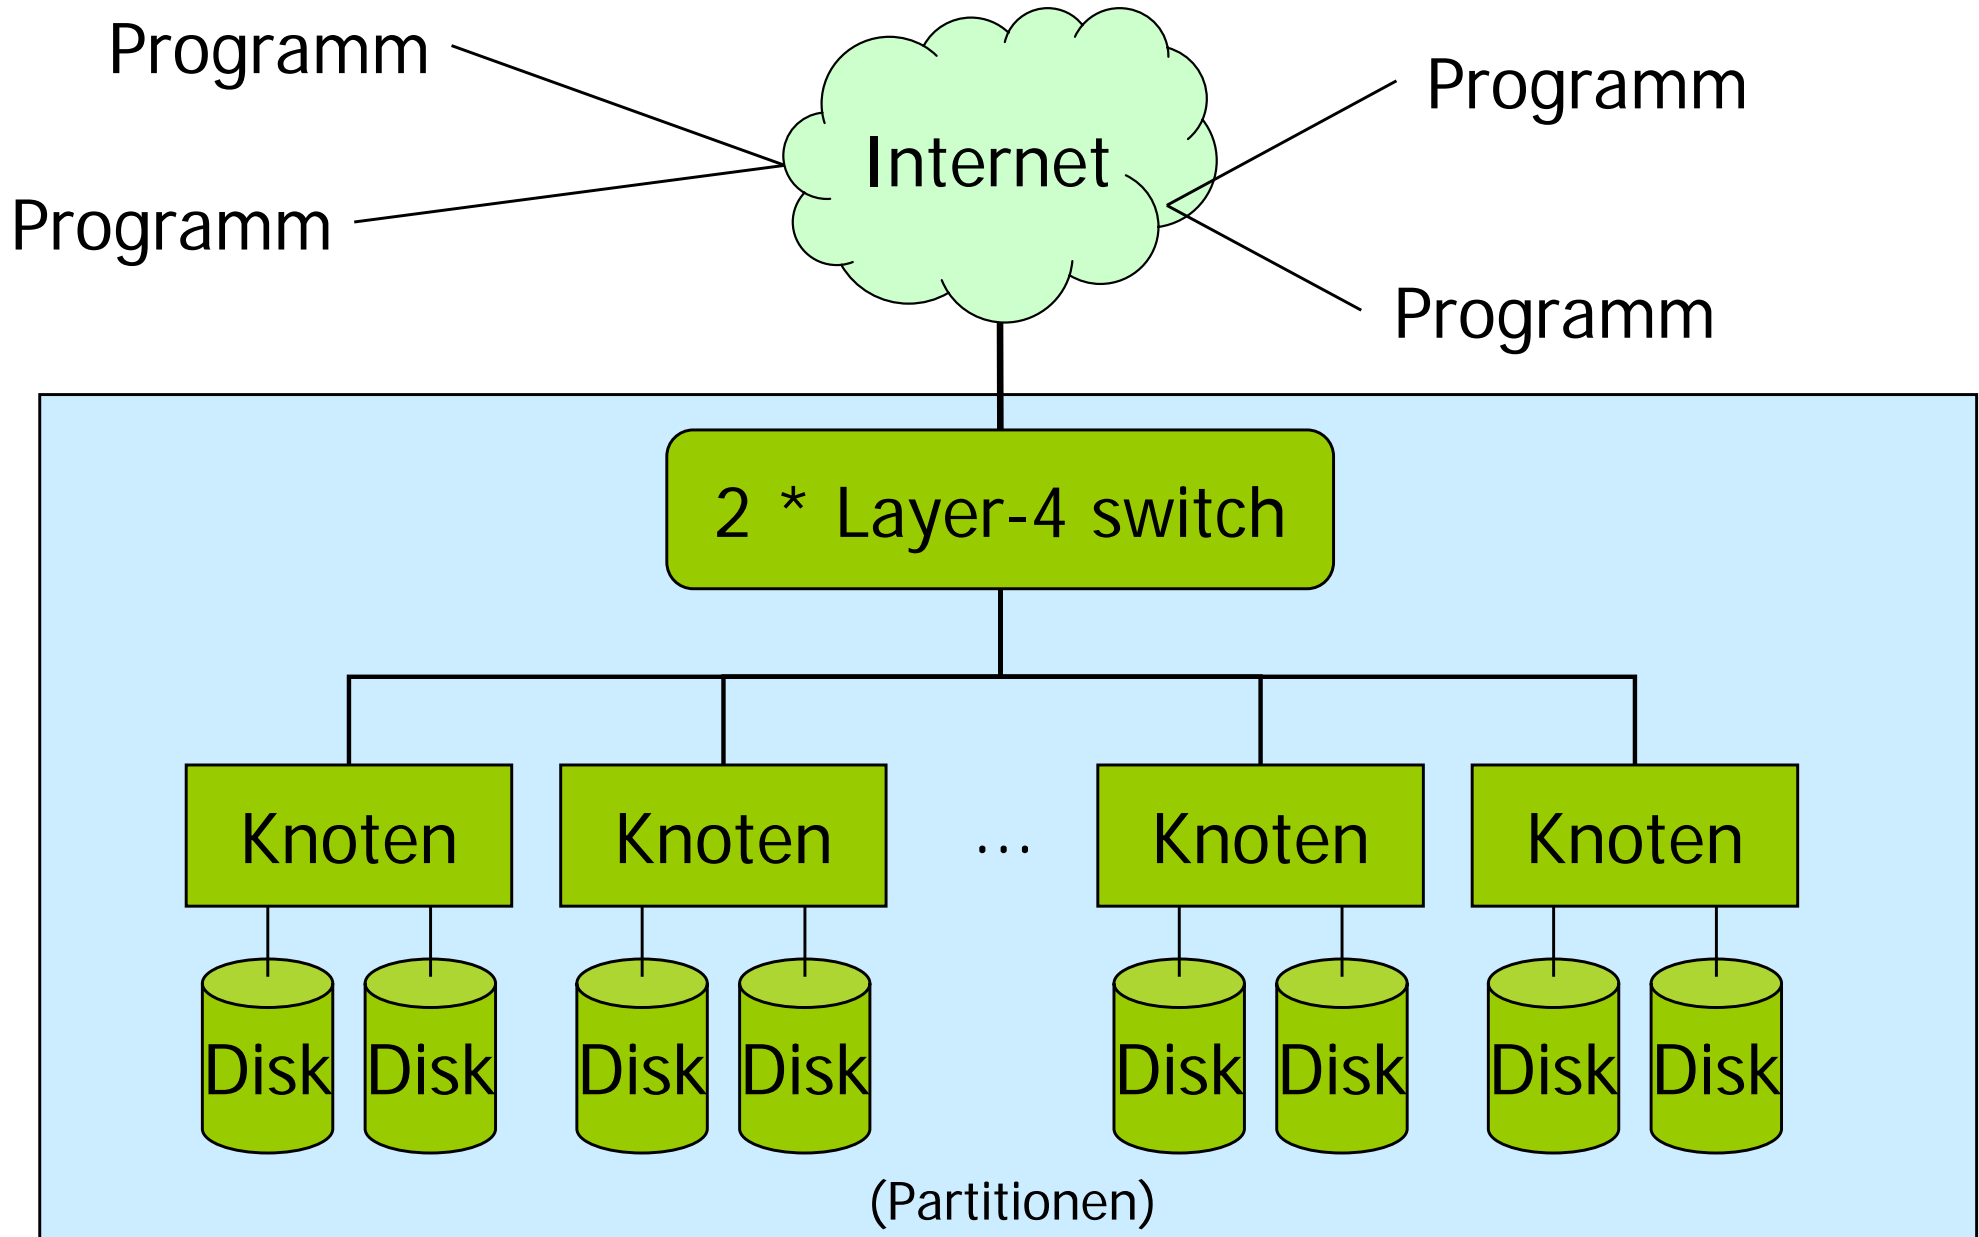 Programm
Programm
Programm
Internet
Programm
2 * Layer-4 switch
Knoten Knoten ... Knoten Knoten
Disk Disk Disk Disk Disk Disk Disk Disk
(Partitionen)